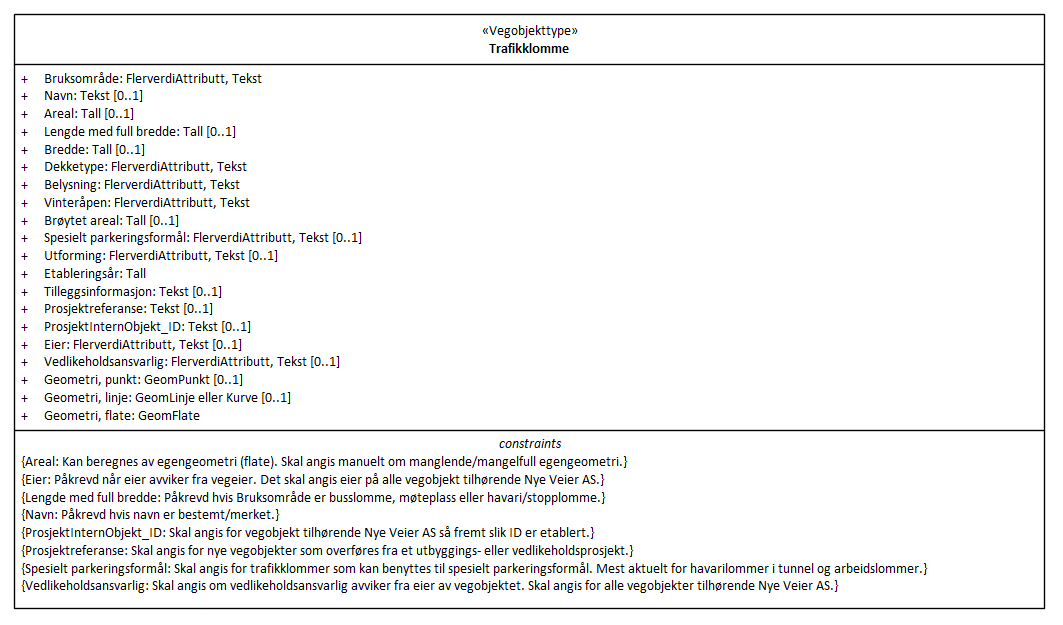 «Vegobjekttype»
Trafikklomme
+ Bruksområde: FlerverdiAttributt, Tekst
+ Navn: Tekst [0..1]
+ Areal: Tall [0..1]
+ Lengde med full bredde: Tall [0..1]
+ Bredde: Tall [0..1]
+ Dekketype: FlerverdiAttributt, Tekst
+ Belysning: FlerverdiAttributt, Tekst
+ Vinteråpen: FlerverdiAttributt, Tekst
+ Brøytet areal: Tall [0..1]
+ Spesielt parkeringsformål: FlerverdiAttributt, Tekst [0..1]
+ Utforming: FlerverdiAttributt, Tekst [0..1]
+ Etableringsår: Tall
+ Tilleggsinformasjon: Tekst [0..1]
+ Prosjektreferanse: Tekst [0..1]
+ ProsjektInternObjekt_ID: Tekst [0..1]
+ Eier: FlerverdiAttributt, Tekst [0..1]
+ Vedlikeholdsansvarlig: FlerverdiAttributt, Tekst [0..1]
+ Geometri, punkt: GeomPunkt [0..1]
+ Geometri, linje: GeomLinje eller Kurve [0..1]
+ Geometri, flate: GeomFlate
constraints
{Areal: Kan beregnes av egengeometri (flate). Skal angis manuelt om manglende/mangelfull egengeometri.}
{Eier: Påkrevd når eier avviker fra vegeier. Det skal angis eier på alle vegobjekt tilhørende Nye Veier AS.}
{Lengde med full bredde: Påkrevd hvis Bruksområde er busslomme, møteplass eller havari/stopplomme.}
{Navn: Påkrevd hvis navn er bestemt/merket.}
{ProsjektInternObjekt_ID: Skal angis for vegobjekt tilhørende Nye Veier AS så fremt slik ID er etablert.}
{Prosjektreferanse: Skal angis for nye vegobjekter som overføres fra et utbyggings- eller vedlikeholdsprosjekt.}
{Spesielt parkeringsformål: Skal angis for trafikklommer som kan benyttes til spesielt parkeringsformål. Mest aktuelt for havarilommer i tunnel og arbeidslommer.}
{Vedlikeholdsansvarlig: Skal angis om vedlikeholdsansvarlig avviker fra eier av vegobjektet. Skal angis for alle vegobjekter tilhørende Nye Veier AS.}